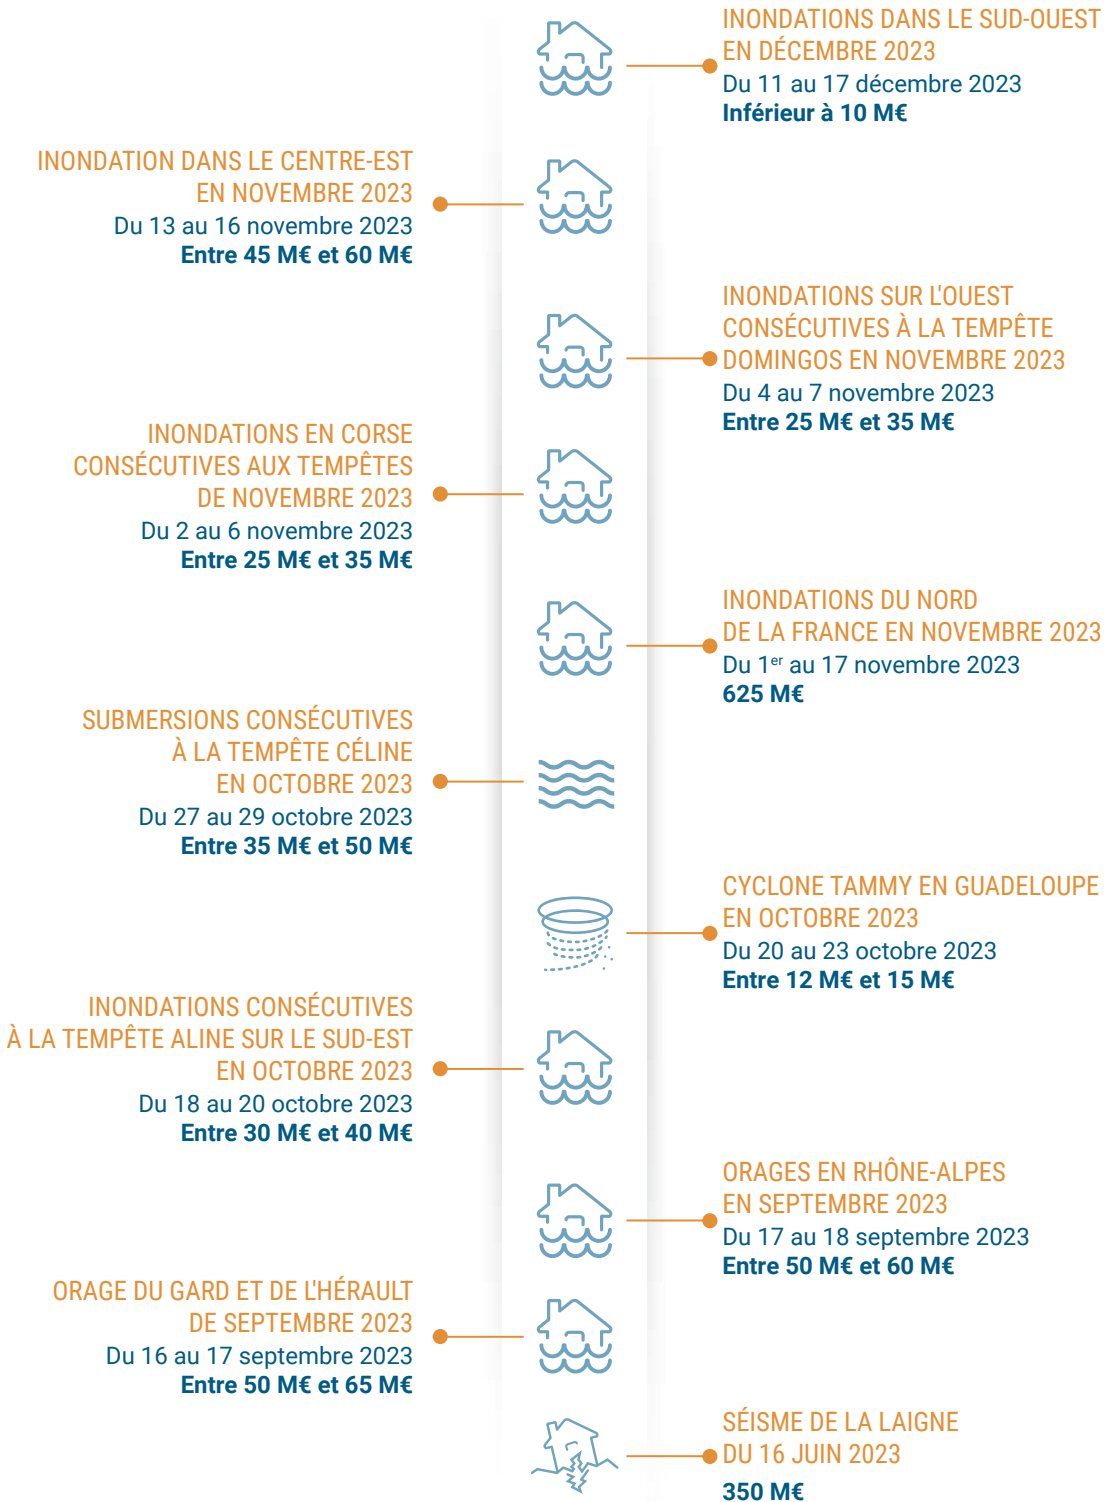 INONDATIONS DANS LE SUD-OUEST
EN DÉCEMBRE 2023
Du 11 au 17 décembre 2023
Inférieur à 10 M€
INONDATION DANS LE CENTRE-EST
EN NOVEMBRE 2023
Du 13 au 16 novembre 2023
Entre 45 M€ et 60 M€
INONDATIONS SUR L'OUEST
CONSÉCUTIVES À LA TEMPÊTE
DOMINGOS EN NOVEMBRE 2023
Du 4 au 7 novembre 2023
Entre 25 M€ et 35 M€
INONDATIONS EN CORSE
CONSÉCUTIVES AUX TEMPÊTES
DE NOVEMBRE 2023
Du 2 au 6 novembre 2023
Entre 25 M€ et 35 M€
INONDATIONS DU NORD
DE LA FRANCE EN NOVEMBRE 2023
Du 1er au 17 novembre 2023
625 M€
SUBMERSIONS CONSÉCUTIVES
À LA TEMPÊTE CÉLINE
EN OCTOBRE 2023
Du 27 au 29 octobre 2023
Entre 35 M€ et 50 M€
CYCLONE TAMMY EN GUADELOUPE
EN OCTOBRE 2023
Du 20 au 23 octobre 2023
Entre 12 M€ et 15 M€
INONDATIONS CONSÉCUTIVES
À LA TEMPÊTE ALINE SUR LE SUD-EST
EN OCTOBRE 2023
Du 18 au 20 octobre 2023
Entre 30 M€ et 40 M€
ORAGES EN RHÔNE-ALPES
EN SEPTEMBRE 2023
Du 17 au 18 septembre 2023
Entre 50 M€ et 60 M€
ORAGE DU GARD ET DE L'HÉRAULT
DE SEPTEMBRE 2023
Du 16 au 17 septembre 2023
Entre 50 M€ et 65 M€
SÉISME DE LA LAIGNE
DU 16 JUIN 2023
350 M€